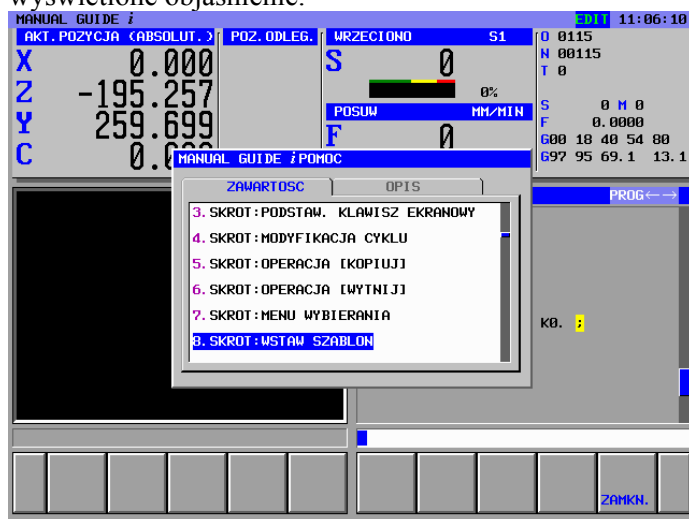 wyświetlone objaśnienie.
MANUAL GUIDE i
EDIT 11:06:10
AKT.POZYCJA (ABSOLUT.)
POZ.ODLEG.
WRZECIONO S1
O 0115
N 00115
T 0
X 0.000
S 0
0%
Z -195.257
S 0 M 0
POSUW MM/MIN
F 0.0000
Y 259.699
F 0
G00 18 40 54 80
C
G97 95 69.1 13.1
MANUAL GUIDE i POMOC
ZAWARTOSC
OPIS
PROG←→
3. SKROT:PODSTAW. KLAWISZ EKRANOWY
4. SKROT:MODYFIKACJA CYKLU
5. SKROT:OPERACJA [KOPIUJ]
6. SKROT:OPERACJA [WYTNIJ]
7. SKROT:MENU WYBIERANIA
8. SKROT:WSTAW SZABLON
K0. ;
ZAMKN.